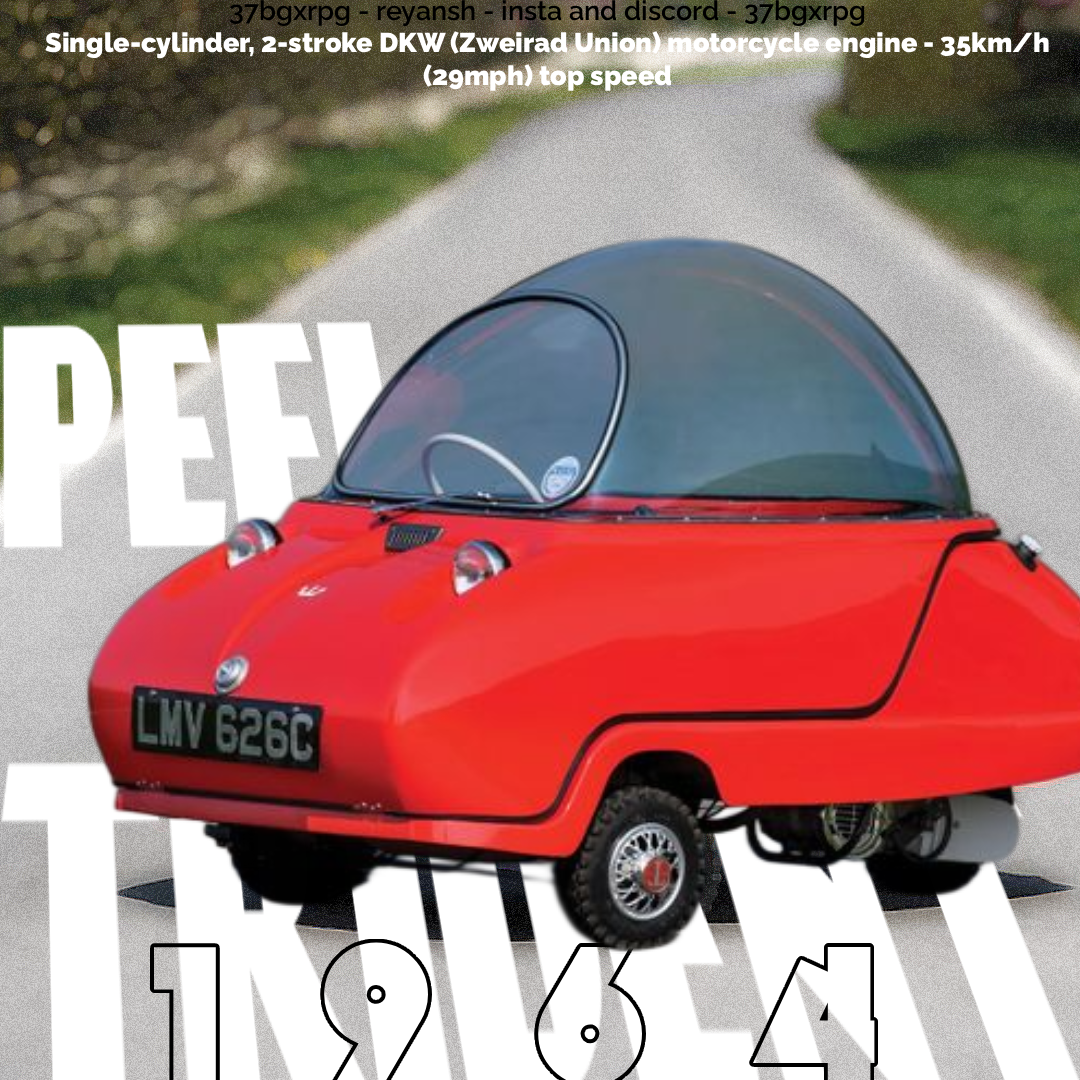 37bgxrpg - reyansh - insta and discord - 37bgxrpg
Single-cylinder, 2-stroke DKW (Zweirad Union) motorcycle engine - 35km/h
(29mph) top speed
PEEL
LMV 626C
TRIDENT
1964